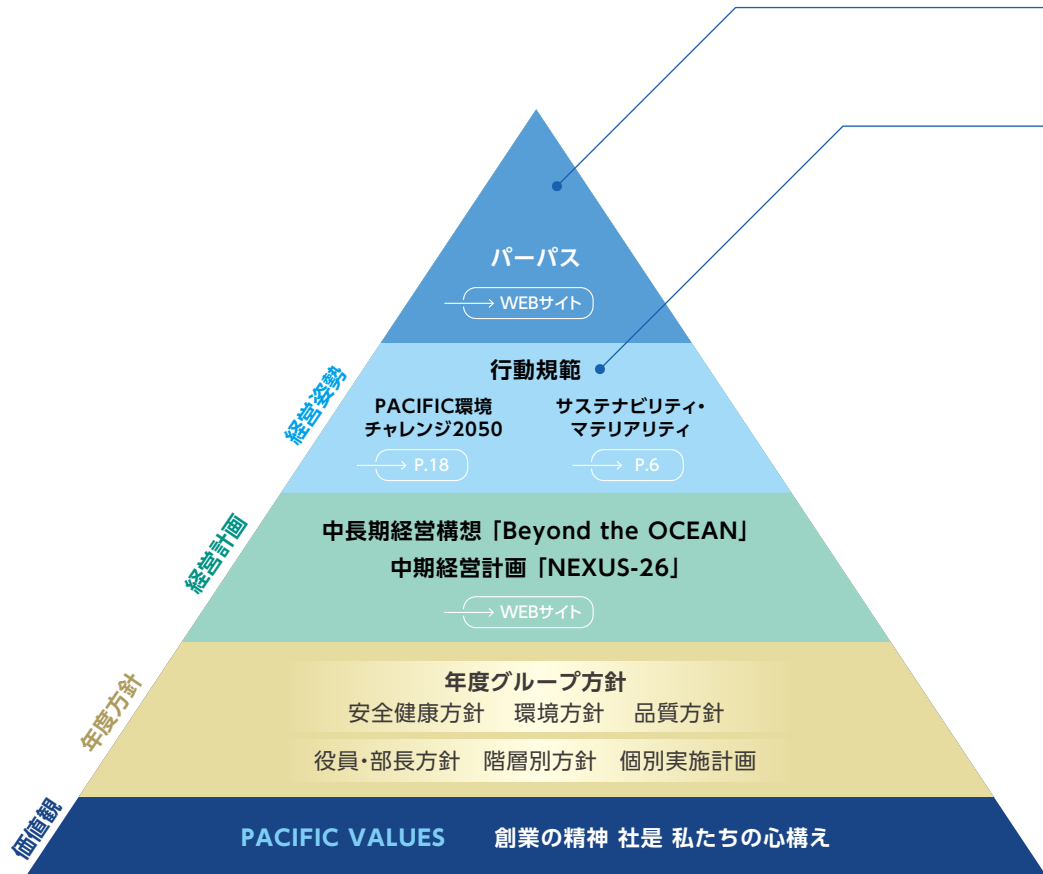 パーパス
WEBサイト
経営姿勢
行動規範
PACIFIC環境
チャレンジ2050
P.18
サステナビリティ・
マテリアリティ
P.6
経営計画
中長期経営構想「Beyond the OCEAN」
中期経営計画「NEXUS-26」
WEBサイト
年度方針
年度グループ方針
安全健康方針 環境方針 品質方針
役員・部長方針 階層別方針 個別実施計画
価値観
PACIFIC VALUES 創業の精神 社是 私たちの心構え